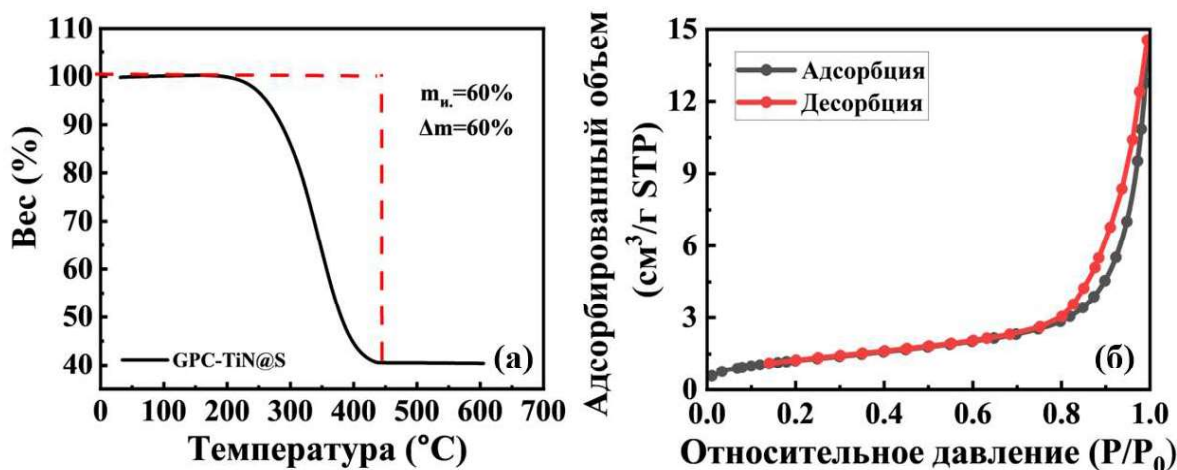 110
100
90
80
70
60
50
40
Вес (%)
mи.=60%
Δm=60%
GPC-TiN@S
(а)
0 100 200 300 400 500 600 700
Температура (°C)
Адсорбированный объем
(см³/г STP)
15
12
9
6
3
0
Адсорбция
Десорбция
(б)
0.0 0.2 0.4 0.6 0.8 1.0
Относительное давление (P/P₀)